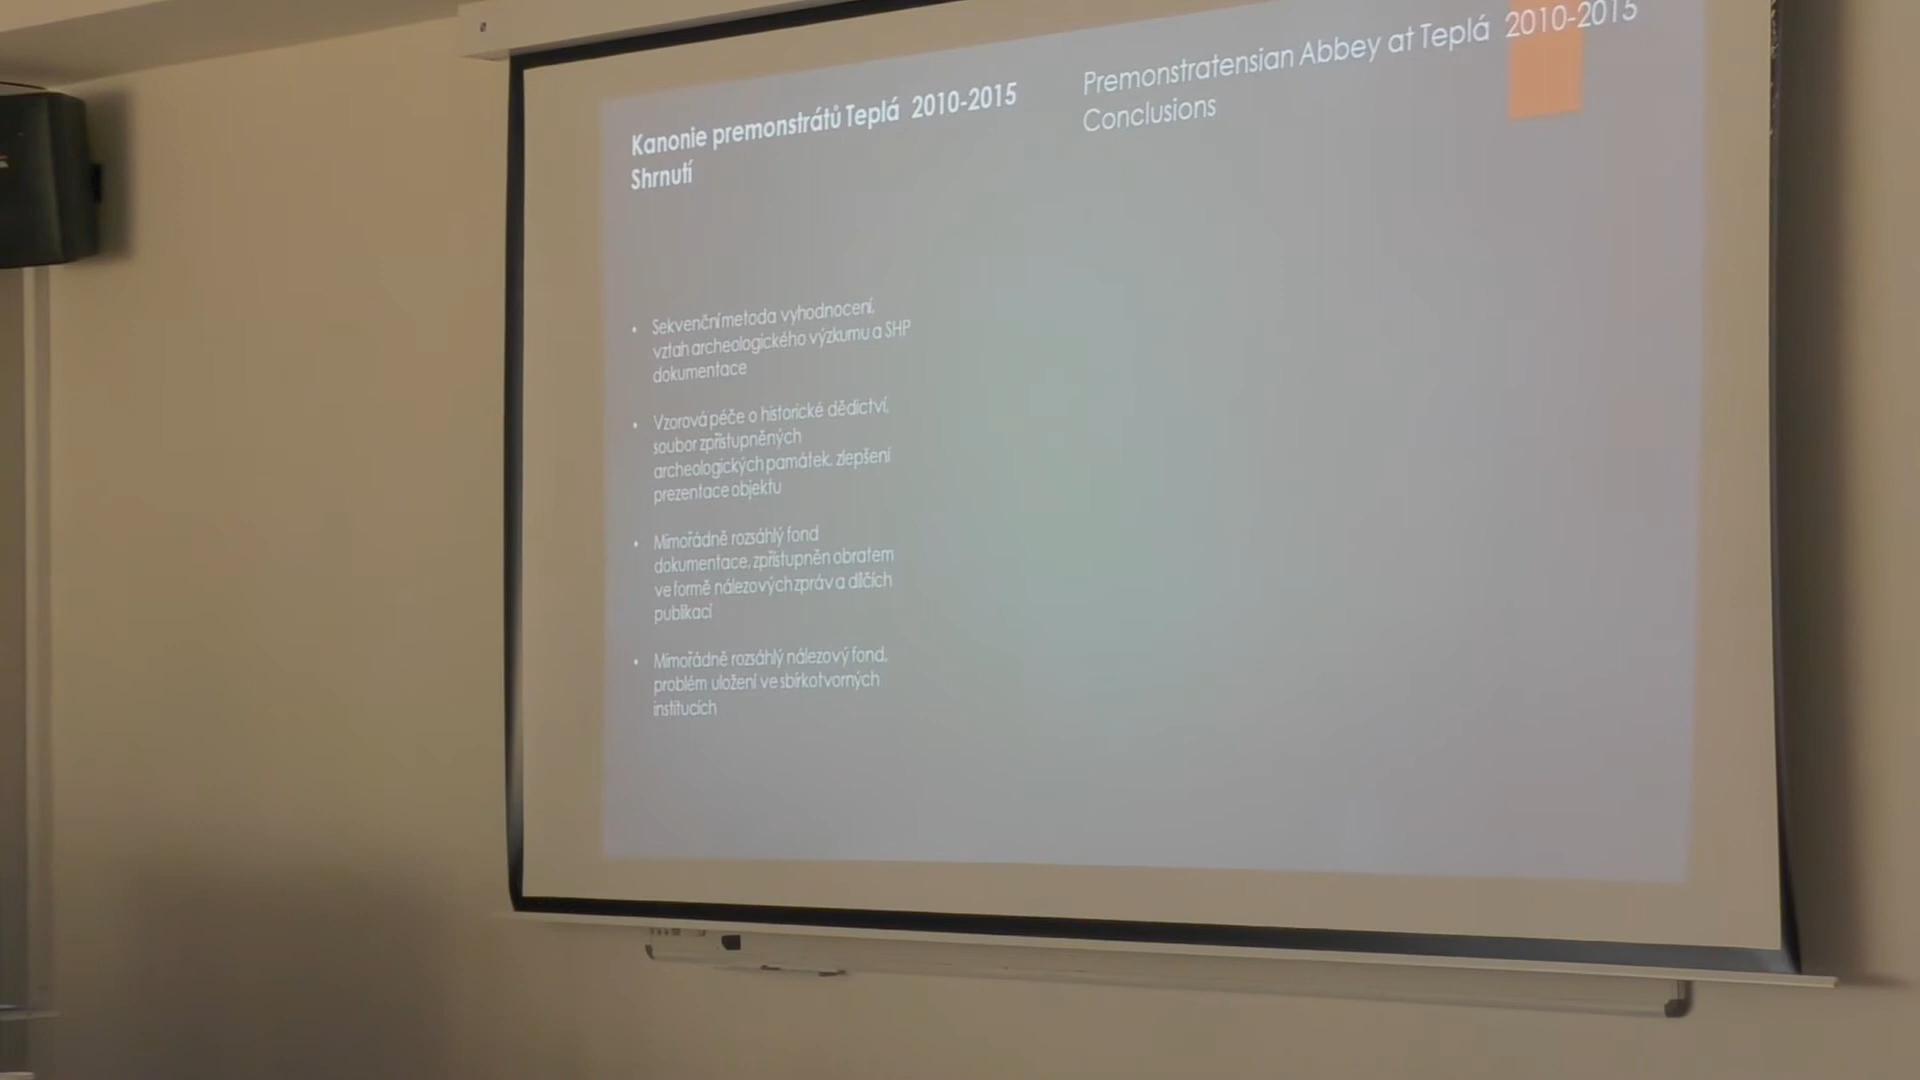 Kanonie premonstrátů Teplá 2010-2015
Shrnutí
Premonstratensian Abbey at Teplá 2010-2015
Conclusions
• Sekvenční metoda vyhodnocení,
vztah archeologického výzkumu a SHP
dokumentace
• Vzorová péče o historické dědictví,
soubor zpřístupněných
archeologických památek, zlepšení
prezentace objektu
• Mimořádně rozsáhlý fond
dokumentace, zpřístupněn obratem
ve formě nálezových zpráv a dílčích
publikací
• Mimořádně rozsáhlý nálezový fond,
problém uložení ve sbírkotvorných
institucích